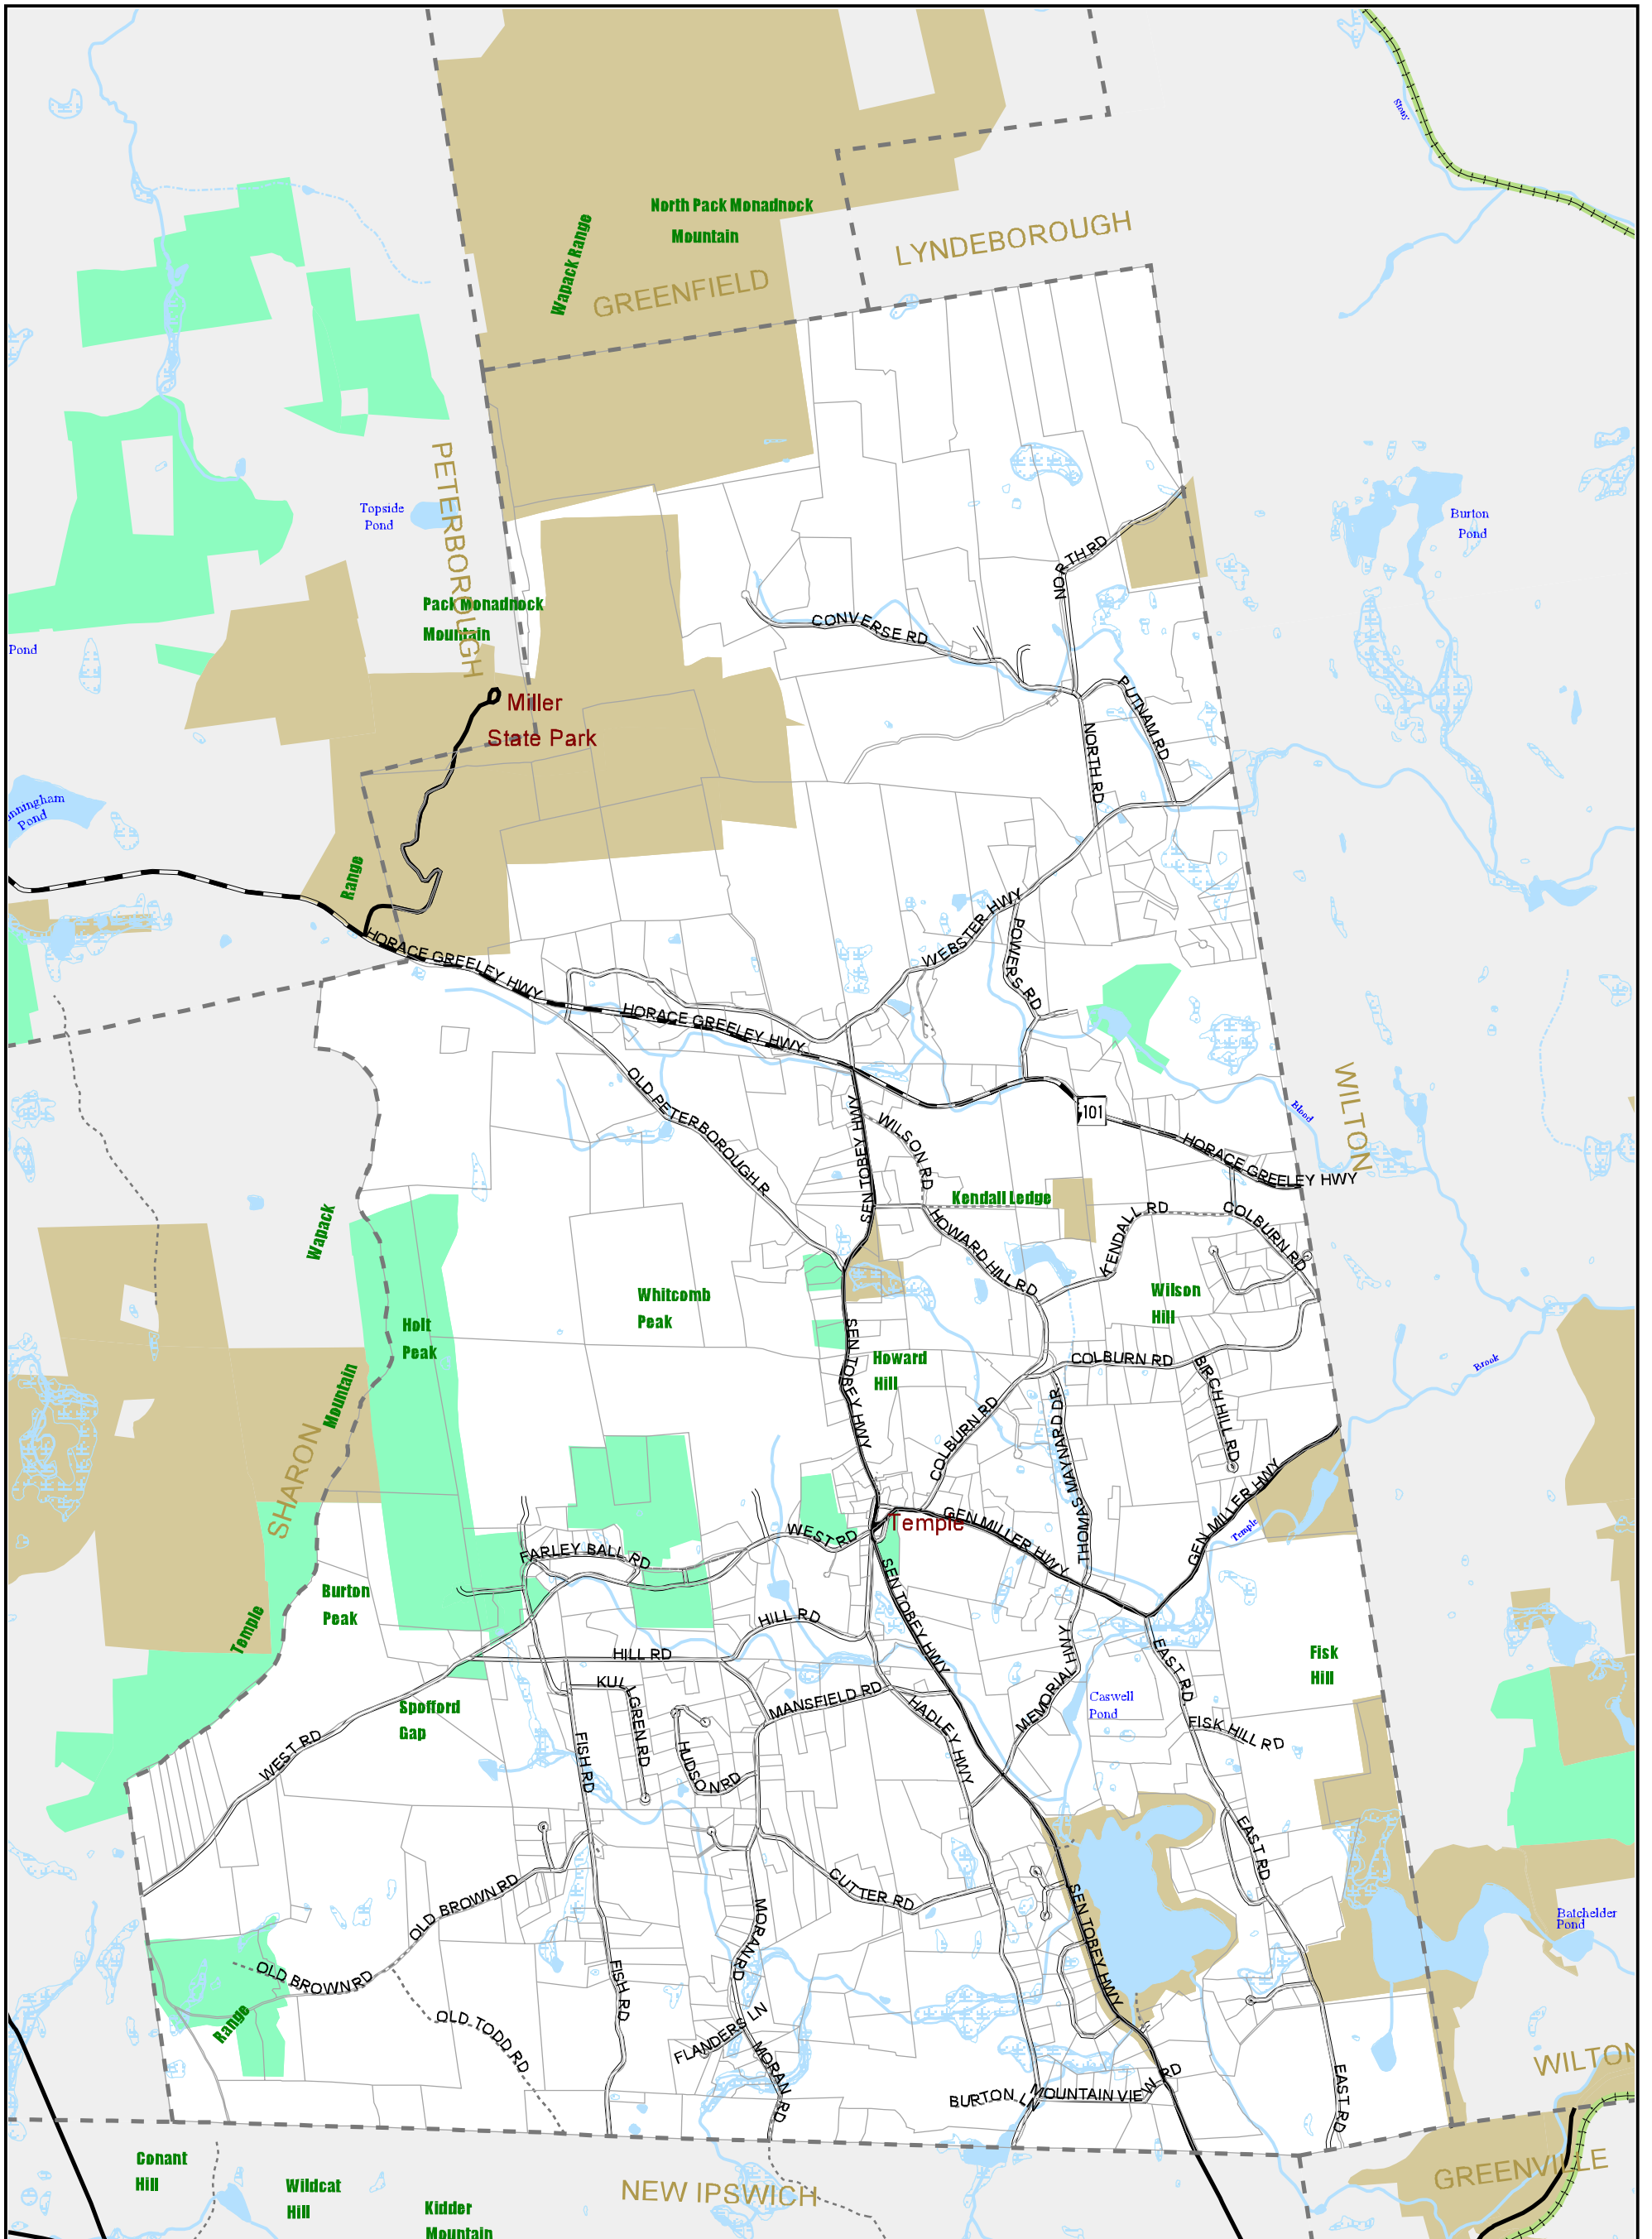 Stony
North Pack Monadnock
Mountain
Wapack Range
LYNDEBOROUGH
GREENFIELD
PETERBOROUGH
Topside
Pond
Burton
Pond
NORTH RD
Pack Monadnock
Mountain
CONVERSE RD
Pond
Miller
State Park
PUTNAM RD
NORTH RD
nningham
Pond
Range
WEBSTER HWY
POWERS RD
HORACE GREELEY HWY
HORACE GREELEY HWY
OLD PETERBOROUGH R
SEN TOBEY HWY
WILSON RD
101
Blood
WILTON
HORACE GREELEY HWY
Kendall Ledge
Wapack
HOWARD HILL RD
KENDALL RD
COLBURN RD
Whitcomb
Peak
Wilson
Hill
Holt
Peak
SEN TOBEY HWY
Howard
Hill
COLBURN RD
BIRCH HILL RD
Brook
Mountain
SHARON
COLBURN RD
THOMAS MAYNARD DR
GEN MILLER HWY
Temple
WEST RD
Temple
GEN MILLER HWY
FARLEY BALL RD
SEN TOBEY HWY
Burton
Peak
Temple
HILL RD
HILL RD
EAST RD
Fisk
Hill
KULLGREN RD
MANSFIELD RD
HADLEY HWY
MEMORIAL HWY
Caswell
Pond
Spofford
Gap
WEST RD
FISH RD
HUDSON RD
FISK HILL RD
EAST RD
CUTTER RD
SEN TOBEY HWY
OLD BROWN RD
MORAN RD
Batchelder
Pond
OLD BROWN RD
FISH RD
Range
OLD TODD RD
FLANDERS LN
MORAN RD
BURTON LN
MOUNTAIN VIEW RD
EAST RD
WILTON
Conant
Hill
Wildcat
Hill
NEW IPSWICH
GREENVILLE
Kidder
Mountain